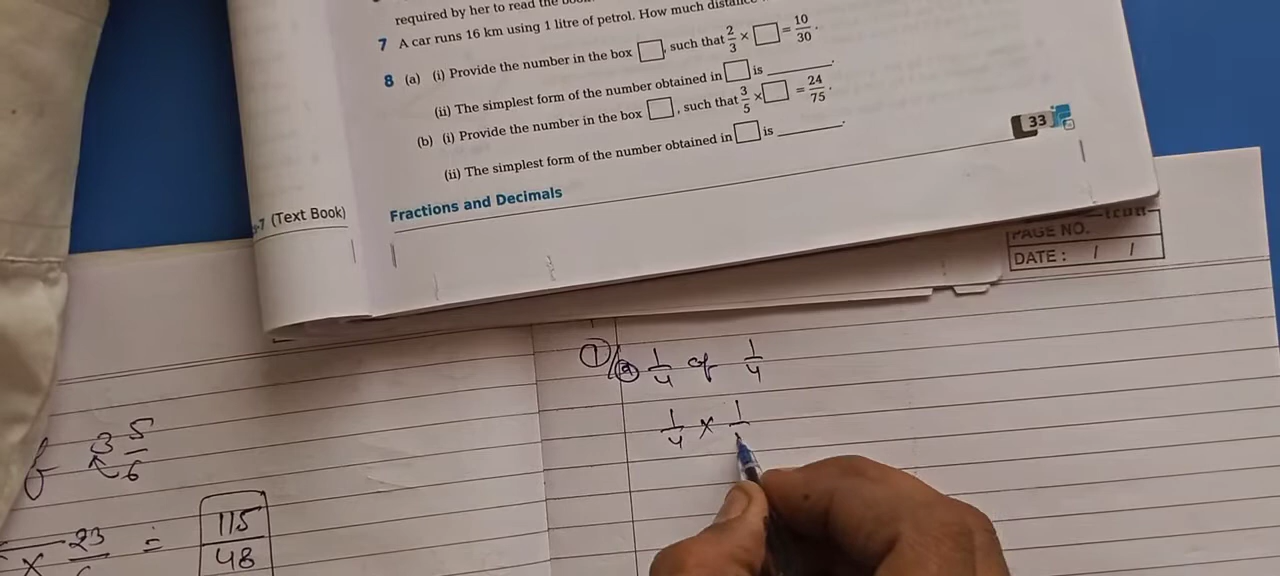 required by her to read the
7 A car runs 16 km using 1 litre of petrol. How much distance
8 (a) (i) Provide the number in the box □, such that 2/3 × □ = 10/30.
(ii) The simplest form of the number obtained in □ is ______.
(b) (i) Provide the number in the box □, such that 3/5 × □ = 24/75.
(ii) The simplest form of the number obtained in □ is ______.
33
Fractions and Decimals
-7 (Text Book)
PAGE NO.
DATE : / /
① / ⓐ 1/4 of 1/4
1/4 × 1
3 5/6
× 23 = 115/48